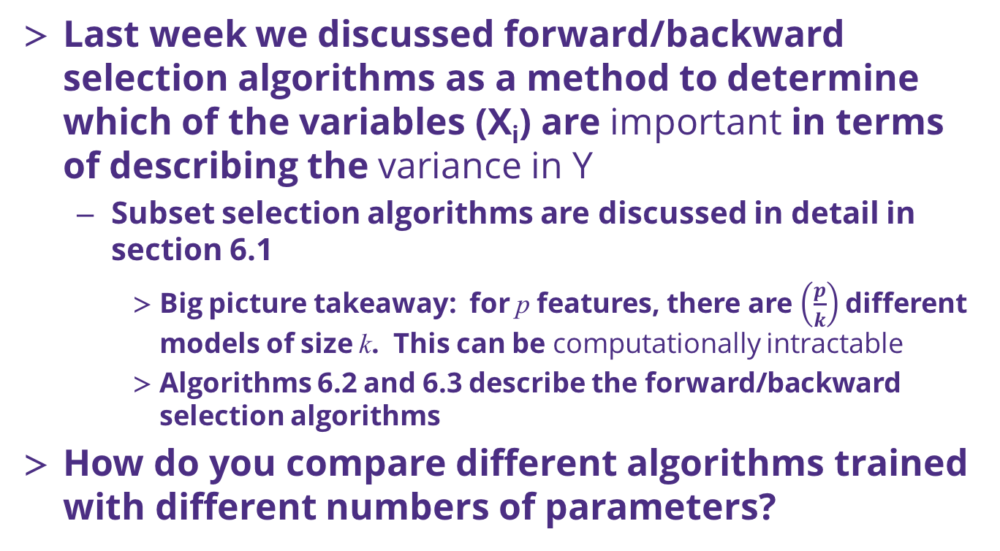 > Last week we discussed forward/backward
selection algorithms as a method to determine
which of the variables (Xᵢ) are important in terms
of describing the variance in Y
– Subset selection algorithms are discussed in detail in
section 6.1
> Big picture takeaway: for p features, there are (p/k) different
models of size k. This can be computationally intractable
> Algorithms 6.2 and 6.3 describe the forward/backward
selection algorithms
> How do you compare different algorithms trained
with different numbers of parameters?